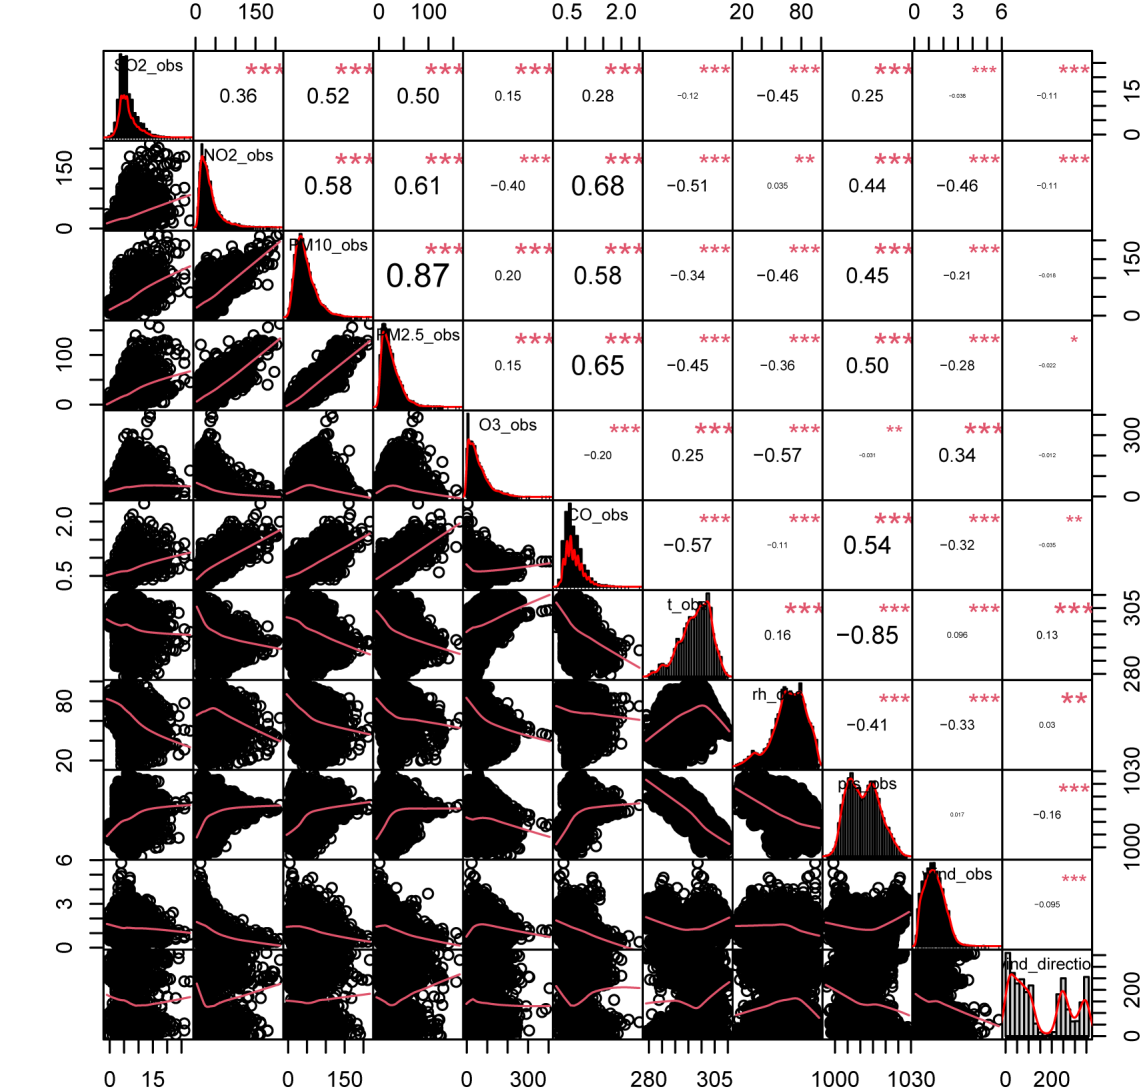 0 150 0 100 0.5 2.0 20 80 0 3 6
SO2_obs *** 0.36 *** 0.52 *** 0.50 *** 0.15 *** 0.28 *** −0.12 *** −0.45 *** 0.25 *** −0.038 *** −0.11 0 15
0 150 NO2_obs *** 0.58 *** 0.61 *** −0.40 *** 0.68 *** −0.51 ** 0.035 *** 0.44 *** −0.46 *** −0.11
PM10_obs *** 0.87 *** 0.20 *** 0.58 *** −0.34 *** −0.46 *** 0.45 *** −0.21 −0.018 0 150
0 100 PM2.5_obs *** 0.15 *** 0.65 *** −0.45 *** −0.36 *** 0.50 *** −0.28 * −0.022
O3_obs *** −0.20 *** 0.25 *** −0.57 ** −0.031 *** 0.34 −0.012 0 300
0.5 2.0 CO_obs *** −0.57 *** −0.11 *** 0.54 *** −0.32 ** −0.035
t_obs *** 0.16 *** −0.85 *** 0.096 *** 0.13 280 305
20 80 *** −0.41 *** −0.33 ** 0.03
0.017 *** −0.16 1000 1030
0 3 6 wind_obs *** −0.095
wind_directio 0 200
0 15 0 150 0 300 280 305 1000 1030 0 200